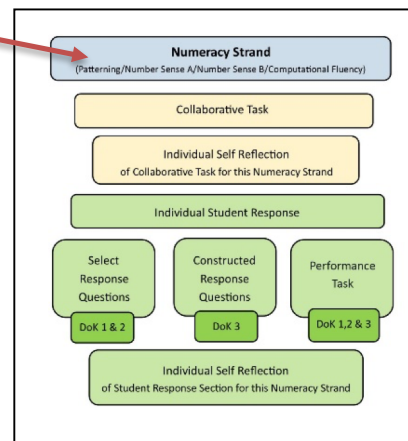 Numeracy Strand
(Patterning/Number Sense A/Number Sense B/Computational Fluency)
Collaborative Task
Individual Self Reflection
of Collaborative Task for this Numeracy Strand
Individual Student Response
Select
Response
Questions
DoK 1 & 2
Constructed
Response
Questions
DoK 3
Performance
Task
DoK 1,2 & 3
Individual Self Reflection
of Student Response Section for this Numeracy Strand